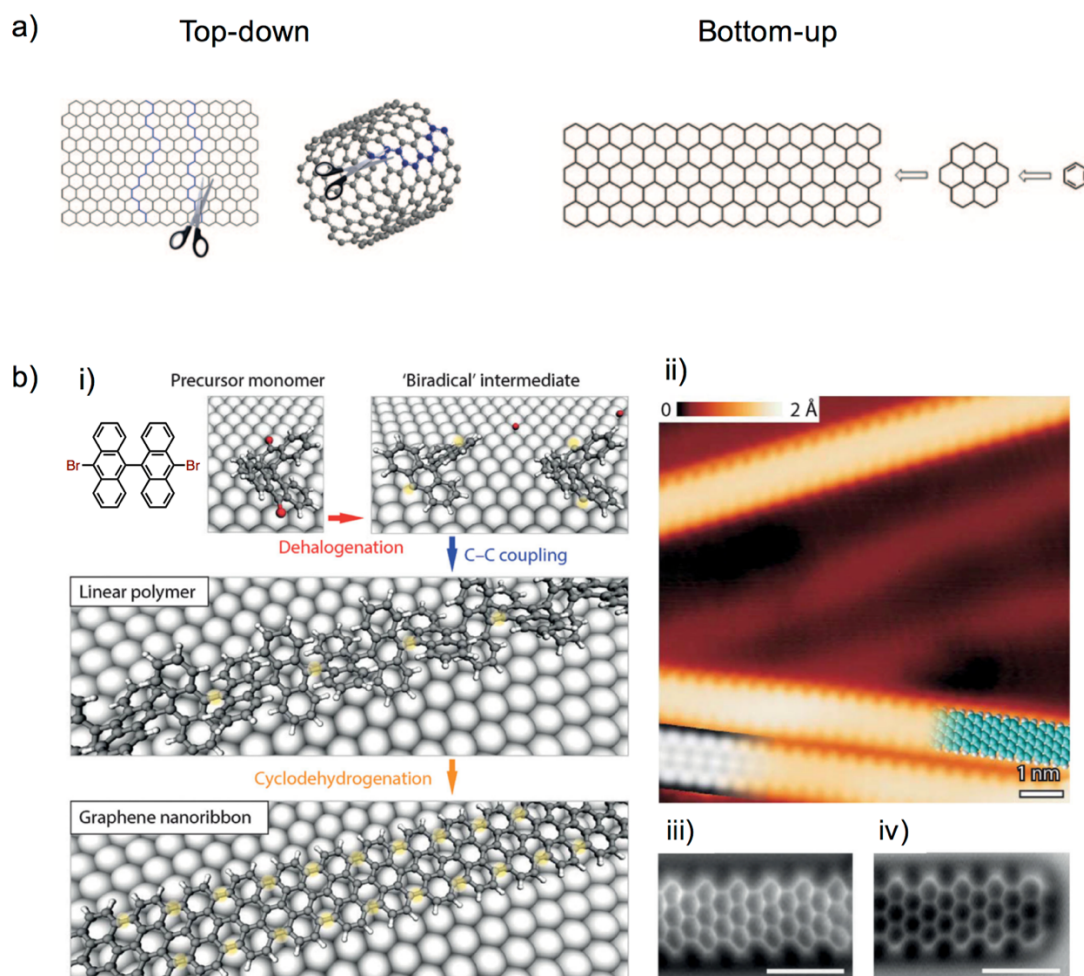 a)
Top-down
Bottom-up
b)
i)
Precursor monomer
'Biradical' intermediate
Br
Br
Dehalogenation
C–C coupling
Linear polymer
Cyclodehydrogenation
Graphene nanoribbon
ii)
0 2 Å
1 nm
iii)
iv)